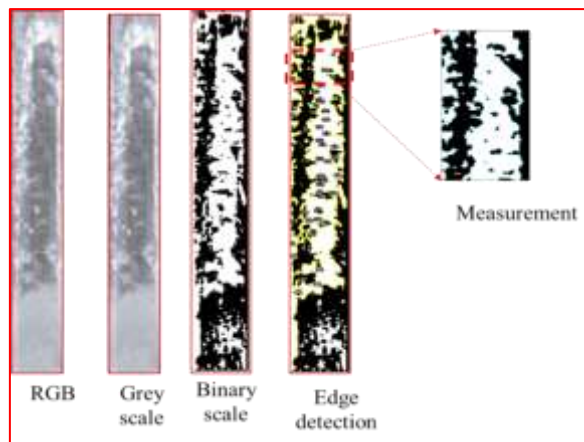 RGB
Grey
scale
Binary
scale
Edge
detection
Measurement